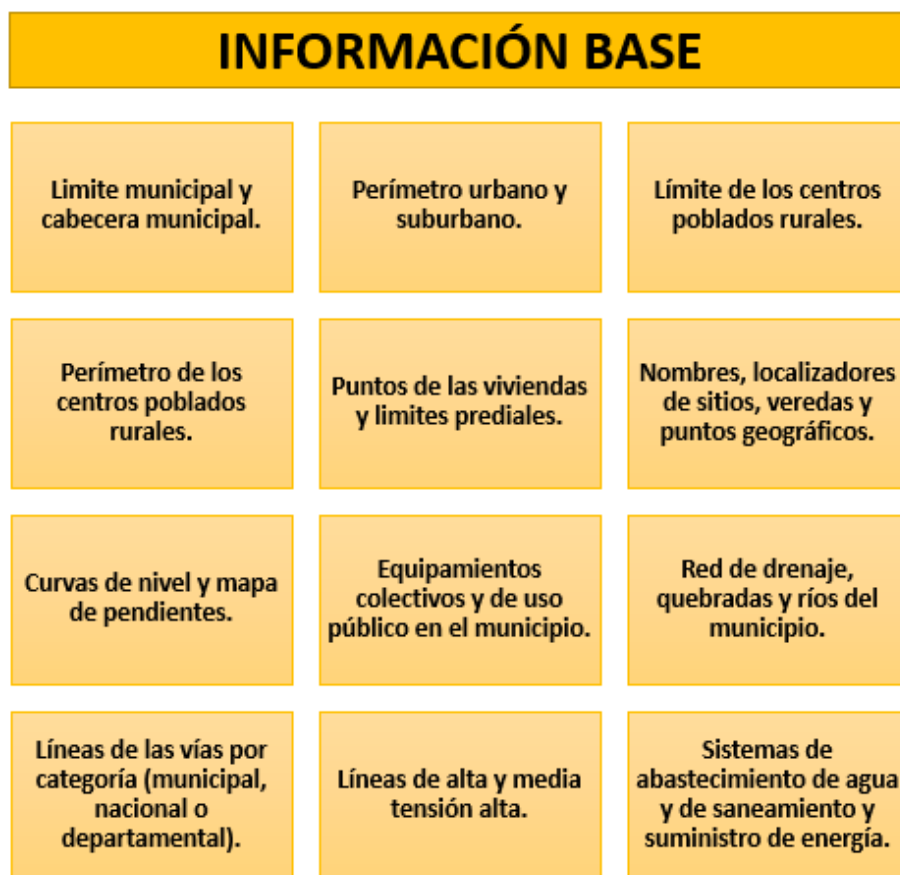 INFORMACIÓN BASE
Limite municipal y
cabecera municipal.
Perímetro urbano y
suburbano.
Límite de los centros
poblados rurales.
Perímetro de los
centros poblados
rurales.
Puntos de las viviendas
y limites prediales.
Nombres, localizadores
de sitios, veredas y
puntos geográficos.
Curvas de nivel y mapa
de pendientes.
Equipamientos
colectivos y de uso
público en el municipio.
Red de drenaje,
quebradas y ríos del
municipio.
Líneas de las vías por
categoría (municipal,
nacional o
departamental).
Líneas de alta y media
tensión alta.
Sistemas de
abastecimiento de agua
y de saneamiento y
suministro de energía.